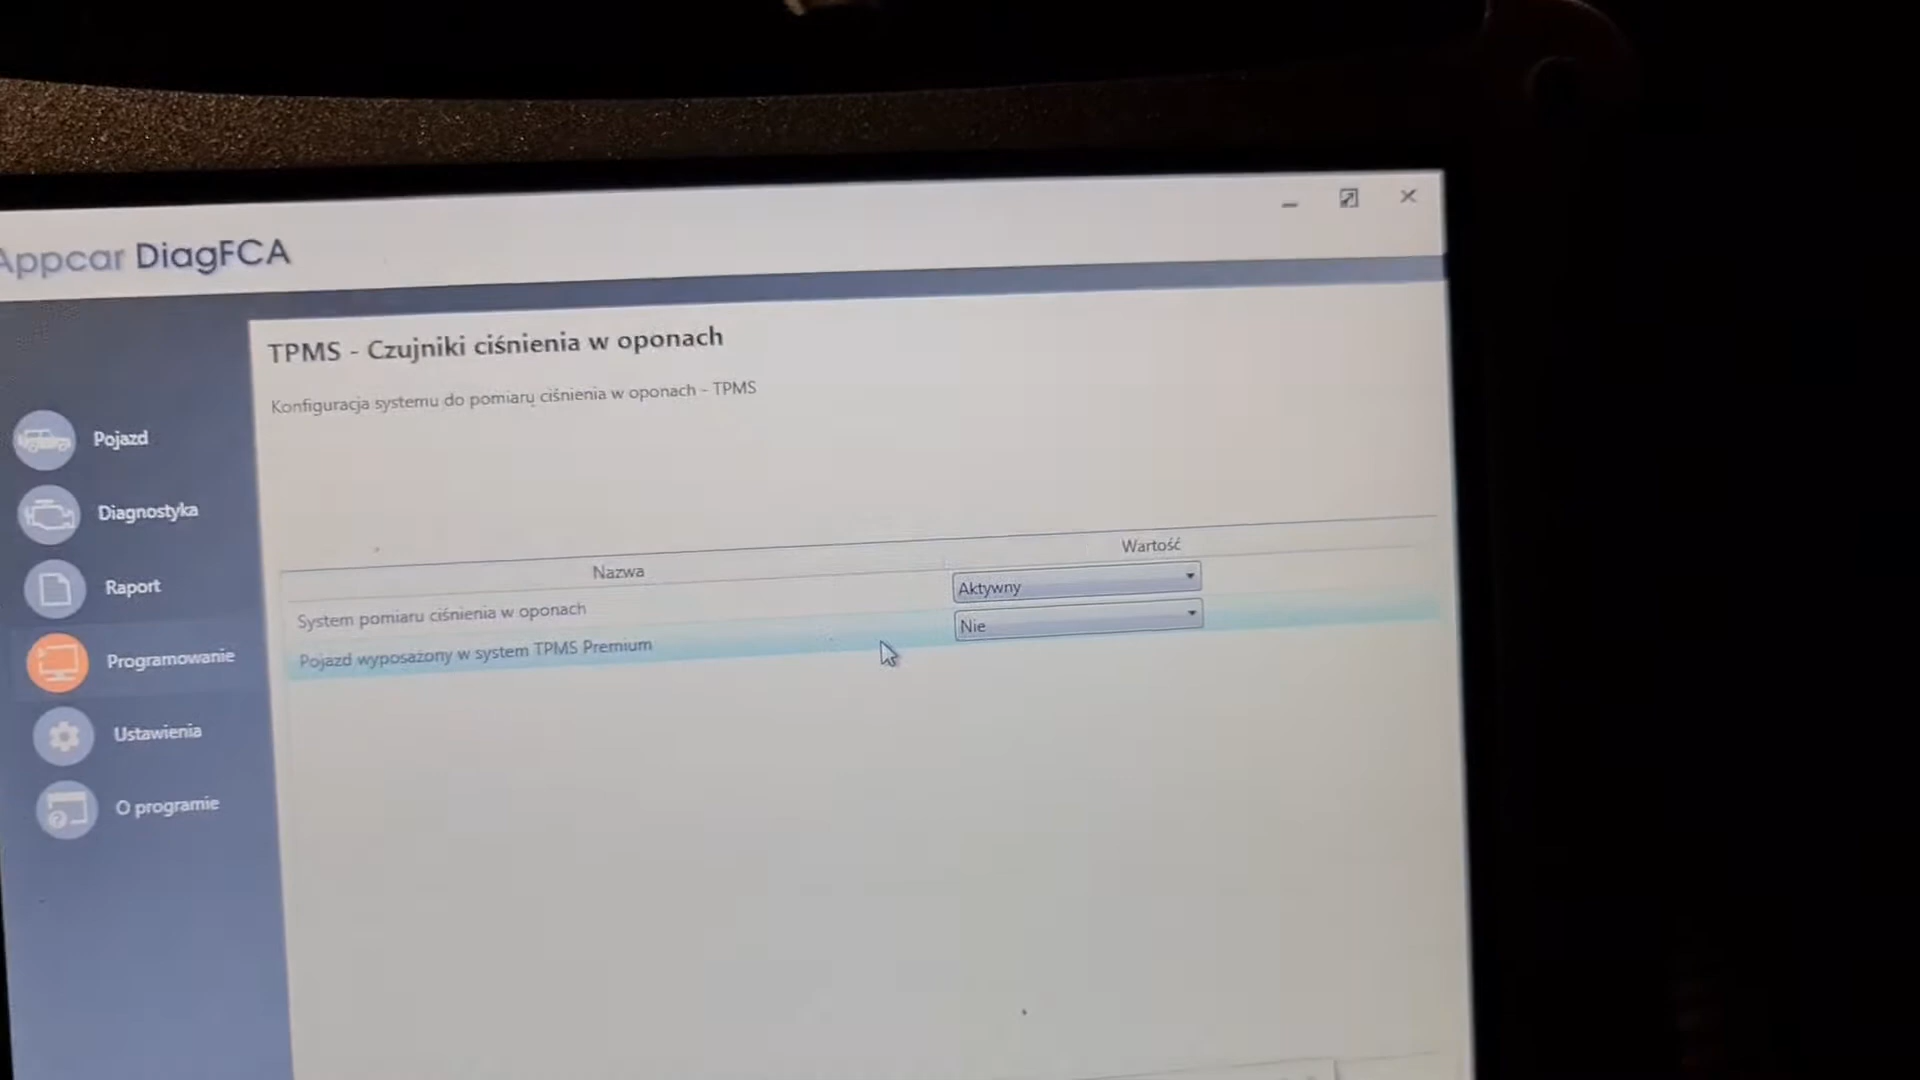 Appcar DiagFCA
TPMS - Czujniki ciśnienia w oponach
Konfiguracja systemu do pomiaru ciśnienia w oponach - TPMS
Pojazd
Diagnostyka
Raport
Programowanie
Ustawienia
O programie
Nazwa Wartość
System pomiaru ciśnienia w oponach Aktywny
Pojazd wyposażony w system TPMS Premium Nie